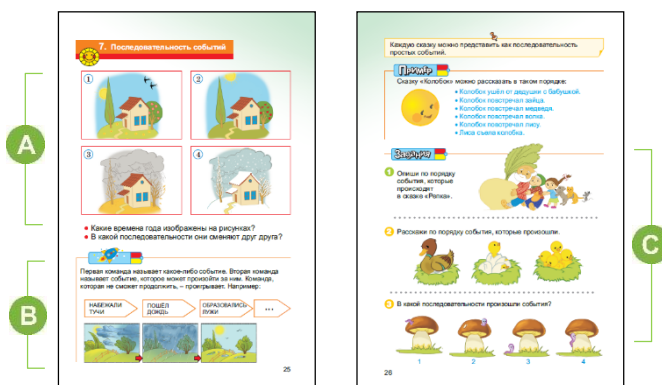 7. Последовательность событий
1
2
3
4
A
• Какие времена года изображены на рисунках?
• В какой последовательности они сменяют друг друга?
B
Первая команда называет какое-либо событие. Вторая команда
называет событие, которое может произойти за ним. Команда,
которая не сможет продолжить, – проигрывает. Например:
НАБЕЖАЛИ
ТУЧИ
ПОШЁЛ
ДОЖДЬ
ОБРАЗОВАЛИСЬ
ЛУЖИ
...
25
Каждую сказку можно представить как последовательность
простых событий.
Пример
Сказку «Колобок» можно рассказать в таком порядке:
• Колобок ушёл от дедушки с бабушкой.
• Колобок повстречал зайца.
• Колобок повстречал медведя.
• Колобок повстречал волка.
• Колобок повстречал лису.
• Лиса съела колобка.
Задание
C
1 Опиши по порядку
события, которые
происходят
в сказке «Репка».
2 Расскажи по порядку события, которые произошли.
3 В какой последовательности произошли события?
1
2
3
4
28